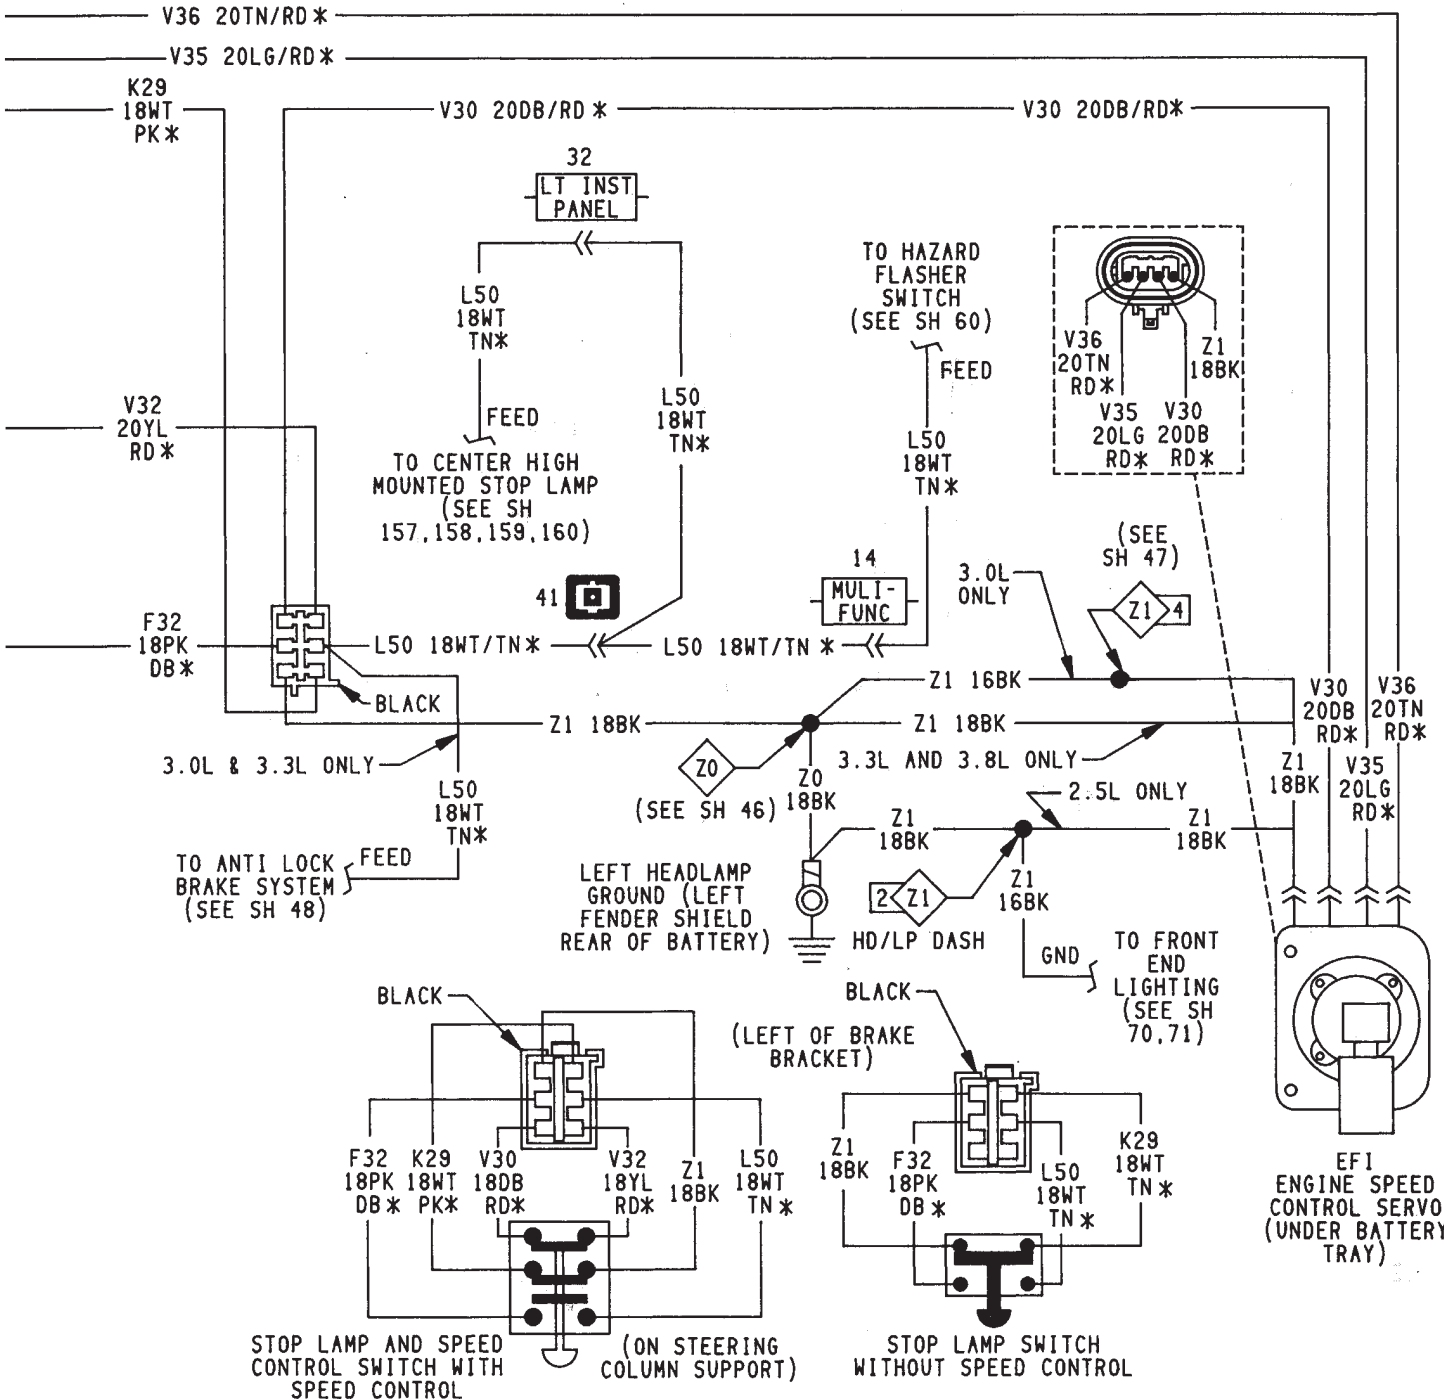 V36 20TN/RD*
V35 20LG/RD*
K29
18WT
PK*
V30 20DB/RD*
V30 20DB/RD*
32
LT INST
PANEL
TO HAZARD
FLASHER
SWITCH
(SEE SH 60)
FEED
L50
18WT
TN*
V36
20TN
RD*
Z1
18BK
V35
20LG
RD*
V30
20DB
RD*
V32
20YL
RD*
FEED
L50
18WT
TN*
L50
18WT
TN*
TO CENTER HIGH
MOUNTED STOP LAMP
(SEE SH
157,158,159,160)
(SEE
SH 47)
14
MULI-
FUNC
3.0L
ONLY
Z1
4
41
F32
18PK
DB*
L50 18WT/TN*
L50 18WT/TN*
BLACK
Z1 16BK
V30
20DB
RD*
V36
20TN
RD*
Z1 18BK
Z1 18BK
3.0L & 3.3L ONLY
Z0
(SEE SH 46)
Z0
18BK
3.3L AND 3.8L ONLY
Z1
18BK
V35
20LG
RD*
L50
18WT
TN*
2.5L ONLY
Z1
18BK
Z1
18BK
TO ANTI LOCK
BRAKE SYSTEM
(SEE SH 48)
FEED
LEFT HEADLAMP
GROUND (LEFT
FENDER SHIELD
REAR OF BATTERY)
2
Z1
HD/LP DASH
Z1
16BK
GND
TO FRONT
END
LIGHTING
(SEE SH
70,71)
BLACK
BLACK
(LEFT OF BRAKE
BRACKET)
F32
18PK
DB*
K29
18WT
PK*
V30
18DB
RD*
V32
18YL
RD*
Z1
18BK
L50
18WT
TN*
Z1
18BK
F32
18PK
DB*
L50
18WT
TN*
K29
18WT
TN*
EFI
ENGINE SPEED
CONTROL SERVO
(UNDER BATTERY
TRAY)
STOP LAMP AND SPEED
CONTROL SWITCH WITH
SPEED CONTROL
(ON STEERING
COLUMN SUPPORT)
STOP LAMP SWITCH
WITHOUT SPEED CONTROL